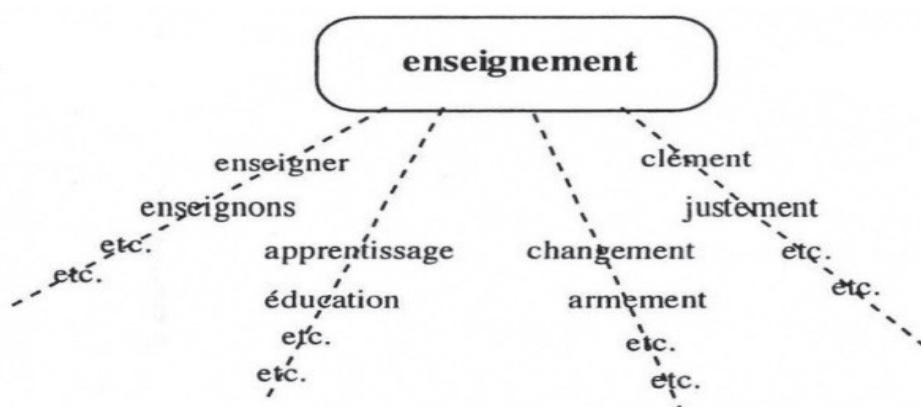 enseignement
enseigner
clément
enseignons
justement
etc.
apprentissage
changement
etc.
etc.
éducation
armement
etc.
etc.
etc.
etc.
etc.